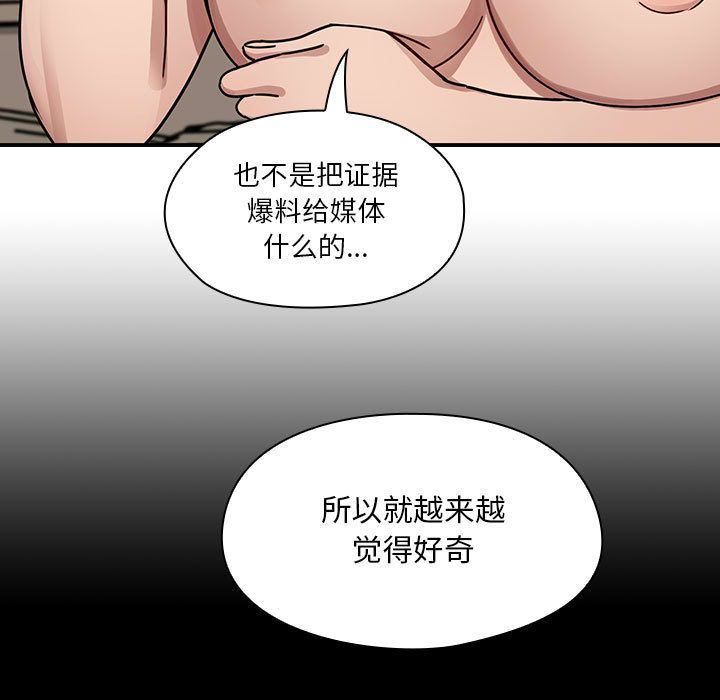 也不是把证据
爆料给媒体
什么的...
所以就越来越
觉得好奇